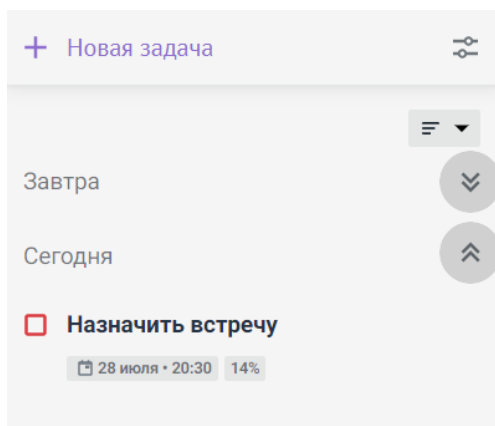 Новая задача
Завтра
Сегодня
Назначить встречу
28 июля • 20:30 14%